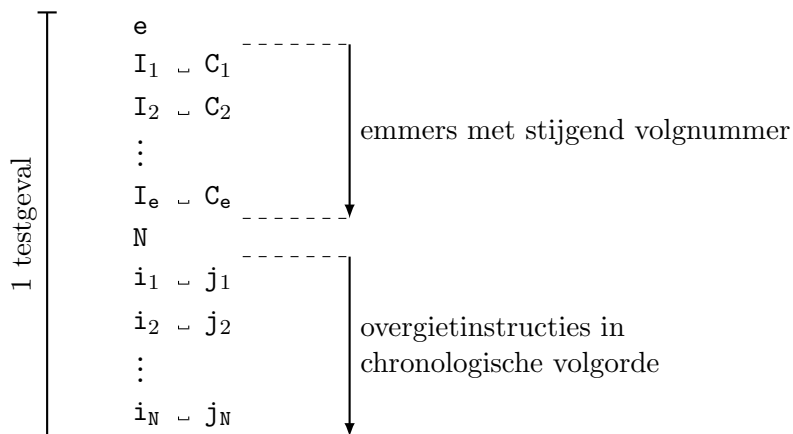 1 testgeval
e
I₁ ␣ C₁
I₂ ␣ C₂
⋮
Iₑ ␣ Cₑ
emmers met stijgend volgnummer
N
i₁ ␣ j₁
i₂ ␣ j₂
⋮
i_N ␣ j_N
overgietinstructies in
chronologische volgorde